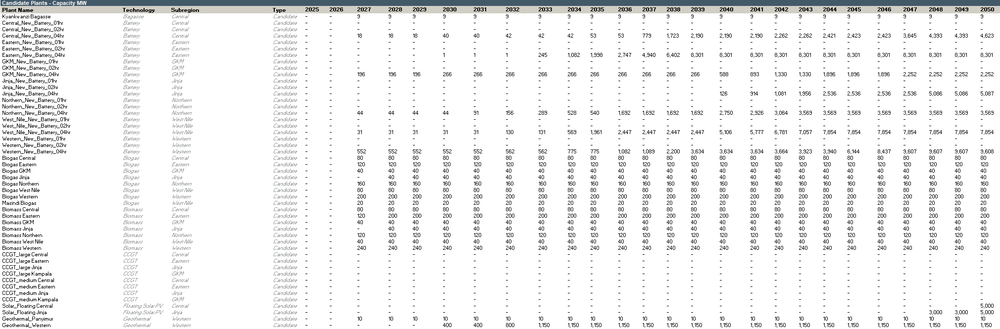 Candidate Plants - Capacity MW
Plant Name Technology Subregion Type 2025 2026 2027 2028 2029 2030 2031 2032 2033 2034 2035 2036 2037 2038 2039 2040 2041 2042 2043 2044 2045 2046 2047 2048 2049 2050
Kyankwanzi Bagasse Bagasse Central Candidate - - 9 9 9 9 9 9 9 9 9 9 9 9 9 9 9 9 9 9 9 9 9 9 9 9
Central_New_Battery_01hr Battery Central Candidate - - - - - - - - - - - - - - - - - - - - - - - - - -
Central_New_Battery_02hr Battery Central Candidate - - - - - - - - - - - - - - - - - - - - - - - - - -
Central_New_Battery_04hr Battery Central Candidate - - 18 18 18 40 40 42 42 42 53 53 779 1,723 2,190 2,190 2,190 2,262 2,262 2,421 2,423 2,423 3,645 4,393 4,393 4,623
Eastern_New_Battery_01hr Battery Eastern Candidate - - - - - - - - - - - - - - - - - - - - - - - - - -
Eastern_New_Battery_02hr Battery Eastern Candidate - - - - - - - - - - - - - - - - - - - - - - - - - -
Eastern_New_Battery_04hr Battery Eastern Candidate - - - - - 1 1 1 245 1,082 1,998 2,747 4,940 6,402 8,301 8,301 8,301 8,301 8,301 8,301 8,301 8,301 8,301 8,301 8,301 8,301
GKM_New_Battery_01hr Battery GKM Candidate - - - - - - - - - - - - - - - - - - - - - - - - - -
GKM_New_Battery_02hr Battery GKM Candidate - - - - - - - - - - - - - - - - - - - - - - - - - -
GKM_New_Battery_04hr Battery GKM Candidate - - 196 196 196 266 266 266 266 266 266 266 266 266 266 588 893 1,330 1,330 1,896 1,896 1,896 2,252 2,252 2,252 2,252
Jinja_New_Battery_01hr Battery Jinja Candidate - - - - - - - - - - - - - - - - - - - - - - - - - -
Jinja_New_Battery_02hr Battery Jinja Candidate - - - - - - - - - - - - - - - - - - - - - - - - - -
Jinja_New_Battery_04hr Battery Jinja Candidate - - - - - - - - - - - - - - - 126 914 1,081 1,956 2,536 2,536 2,536 2,536 5,086 5,086 5,087
Northern_New_Battery_01hr Battery Northern Candidate - - - - - - - - - - - - - - - - - - - - - - - - - -
Northern_New_Battery_02hr Battery Northern Candidate - - - - - - - - - - - - - - - - - - - - - - - - - -
Northern_New_Battery_04hr Battery Northern Candidate - - 44 44 44 44 91 156 289 528 540 1,692 1,692 1,692 1,692 2,750 2,926 3,064 3,569 3,569 3,569 3,569 3,569 3,569 3,569 3,569
West_Nile_New_Battery_01hr Battery West Nile Candidate - - - - - - - - - - - - - - - - - - - - - - - - - -
West_Nile_New_Battery_02hr Battery West Nile Candidate - - - - - - - - - - - - - - - - - - - - - - - - - -
West_Nile_New_Battery_04hr Battery West Nile Candidate - - 31 31 31 31 31 130 131 569 1,961 2,447 2,447 2,447 2,447 5,106 5,777 6,781 7,057 7,854 7,854 7,854 7,854 7,854 7,854 7,854
Western_New_Battery_01hr Battery Western Candidate - - - - - - - - - - - - - - - - - - - - - - - - - -
Western_New_Battery_02hr Battery Western Candidate - - - - - - - - - - - - - - - - - - - - - - - - - -
Western_New_Battery_04hr Battery Western Candidate - - 552 552 552 552 552 562 562 775 775 1,082 1,089 2,200 3,634 3,634 3,634 3,664 3,923 3,940 6,144 8,437 9,607 9,607 9,607 9,608
Biogas Central Biogas Central Candidate - - 80 80 80 80 80 80 80 80 80 80 80 80 80 80 80 80 80 80 80 80 80 80 80 80
Biogas Eastern Biogas Eastern Candidate - - 120 120 120 120 120 120 120 120 120 120 120 120 120 120 120 120 120 120 120 120 120 120 120 120
Biogas GKM Biogas GKM Candidate - - 40 40 40 40 40 40 40 40 40 40 40 40 40 40 40 40 40 40 40 40 40 40 40 40
Biogas Jinja Biogas Jinja Candidate - - - 40 40 40 40 40 40 40 40 40 40 40 40 40 40 40 40 40 40 40 40 40 40 40
Biogas Northern Biogas Northern Candidate - - 160 160 160 160 160 160 160 160 160 160 160 160 160 160 160 160 160 160 160 160 160 160 160 160
Biogas West Nile Biogas West Nile Candidate - - 80 80 80 80 80 80 80 80 80 80 80 80 80 80 80 80 80 80 80 80 80 80 80 80
Biogas Western Biogas Western Candidate - - 200 200 200 200 200 200 200 200 200 200 200 200 200 200 200 200 200 200 200 200 200 200 200 200
Masindi Biogas Biogas West Nile Candidate - - 20 20 20 20 20 20 20 20 20 20 20 20 20 20 20 20 20 20 20 20 20 20 20 20
Biomass Central Biomass Central Candidate - - 80 80 80 80 80 80 80 80 80 80 80 80 80 80 80 80 80 80 80 80 80 80 80 80
Biomass Eastern Biomass Eastern Candidate - - 120 200 200 200 200 200 200 200 200 200 200 200 200 200 200 200 200 200 200 200 200 200 200 200
Biomass GKM Biomass GKM Candidate - - 40 40 40 40 40 40 40 40 40 40 40 40 40 40 40 40 40 40 40 40 40 40 40 40
Biomass Jinja Biomass Jinja Candidate - - - 40 40 40 40 40 40 40 40 40 40 40 40 40 40 40 40 40 40 40 40 40 40 40
Biomass Northern Biomass Northern Candidate - - 120 120 120 120 120 120 120 120 120 120 120 120 120 120 120 120 120 120 120 120 120 120 120 120
Biomass West Nile Biomass West Nile Candidate - - 40 40 40 40 40 40 40 40 40 40 40 40 40 40 40 40 40 40 40 40 40 40 40 40
Biomass Western Biomass Western Candidate - - 240 240 240 240 240 240 240 240 240 240 240 240 240 240 240 240 240 240 240 240 240 240 240 240
CCGT_large Central CCGT Central Candidate - - - - - - - - - - - - - - - - - - - - - - - - - -
CCGT_large Eastern CCGT Eastern Candidate - - - - - - - - - - - - - - - - - - - - - - - - - -
CCGT_large Jinja CCGT Jinja Candidate - - - - - - - - - - - - - - - - - - - - - - - - - -
CCGT_large Kampala CCGT GKM Candidate - - - - - - - - - - - - - - - - - - - - - - - - - -
CCGT_medium Central CCGT Central Candidate - - - - - - - - - - - - - - - - - - - - - - - - - -
CCGT_medium Eastern CCGT Eastern Candidate - - - - - - - - - - - - - - - - - - - - - - - - - -
CCGT_medium Jinja CCGT Jinja Candidate - - - - - - - - - - - - - - - - - - - - - - - - - -
CCGT_medium Kampala CCGT GKM Candidate - - - - - - - - - - - - - - - - - - - - - - - - - -
Solar_Floating Central Floating Solar PV Central Candidate - - - - - - - - - - - - - - - - - - - - - - - - - 5,000
Solar_Floating Jinja Floating Solar PV Jinja Candidate - - - - - - - - - - - - - - - - - - - - - - - 3,000 3,000 5,000
Geothermal_Panyimur Geothermal Western Candidate - - 10 10 10 10 10 10 10 10 10 10 10 10 10 10 10 10 10 10 10 10 10 10 10 10
Geothermal_Western Geothermal Western Candidate - - - - - 400 400 800 1,150 1,150 1,150 1,150 1,150 1,150 1,150 1,150 1,150 1,150 1,150 1,150 1,150 1,150 1,150 1,150 1,150 1,150